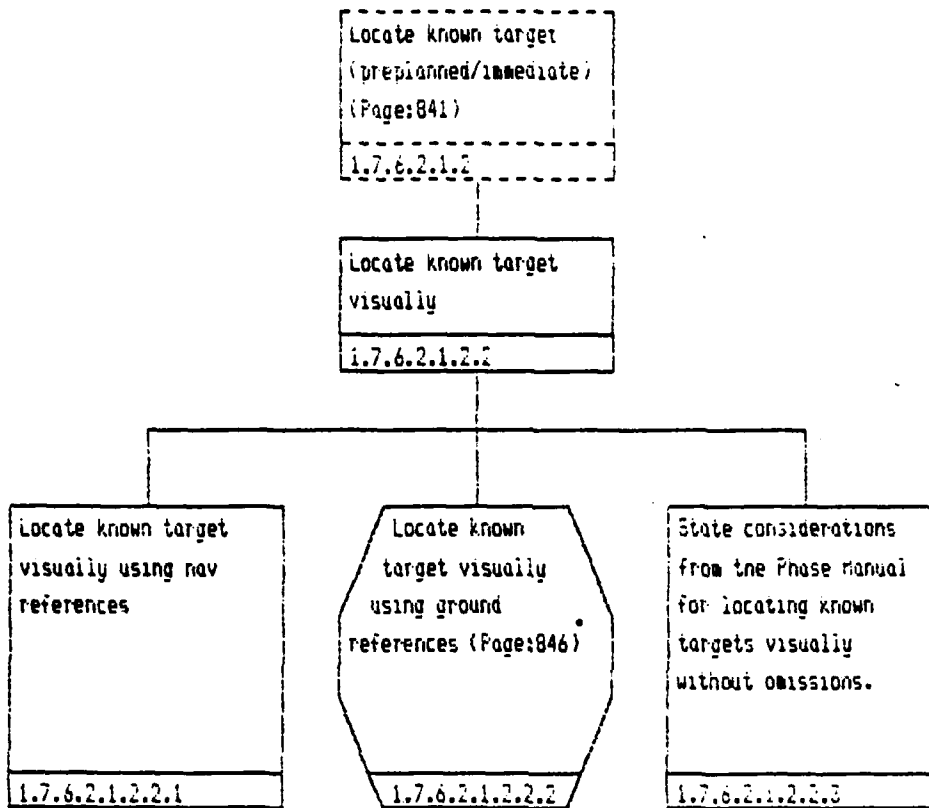 Locate known target
(preplanned/immediate)
(Page:841)
1.7.6.2.1.2
Locate known target
visually
1.7.6.2.1.2.2
Locate known target
visually using nav
references
1.7.6.2.1.2.2.1
Locate known
target visually
using ground
references (Page:846)
1.7.6.2.1.2.2.2
State considerations
from the Phase Manual
for locating known
targets visually
without omissions.
1.7.6.2.1.2.2.3